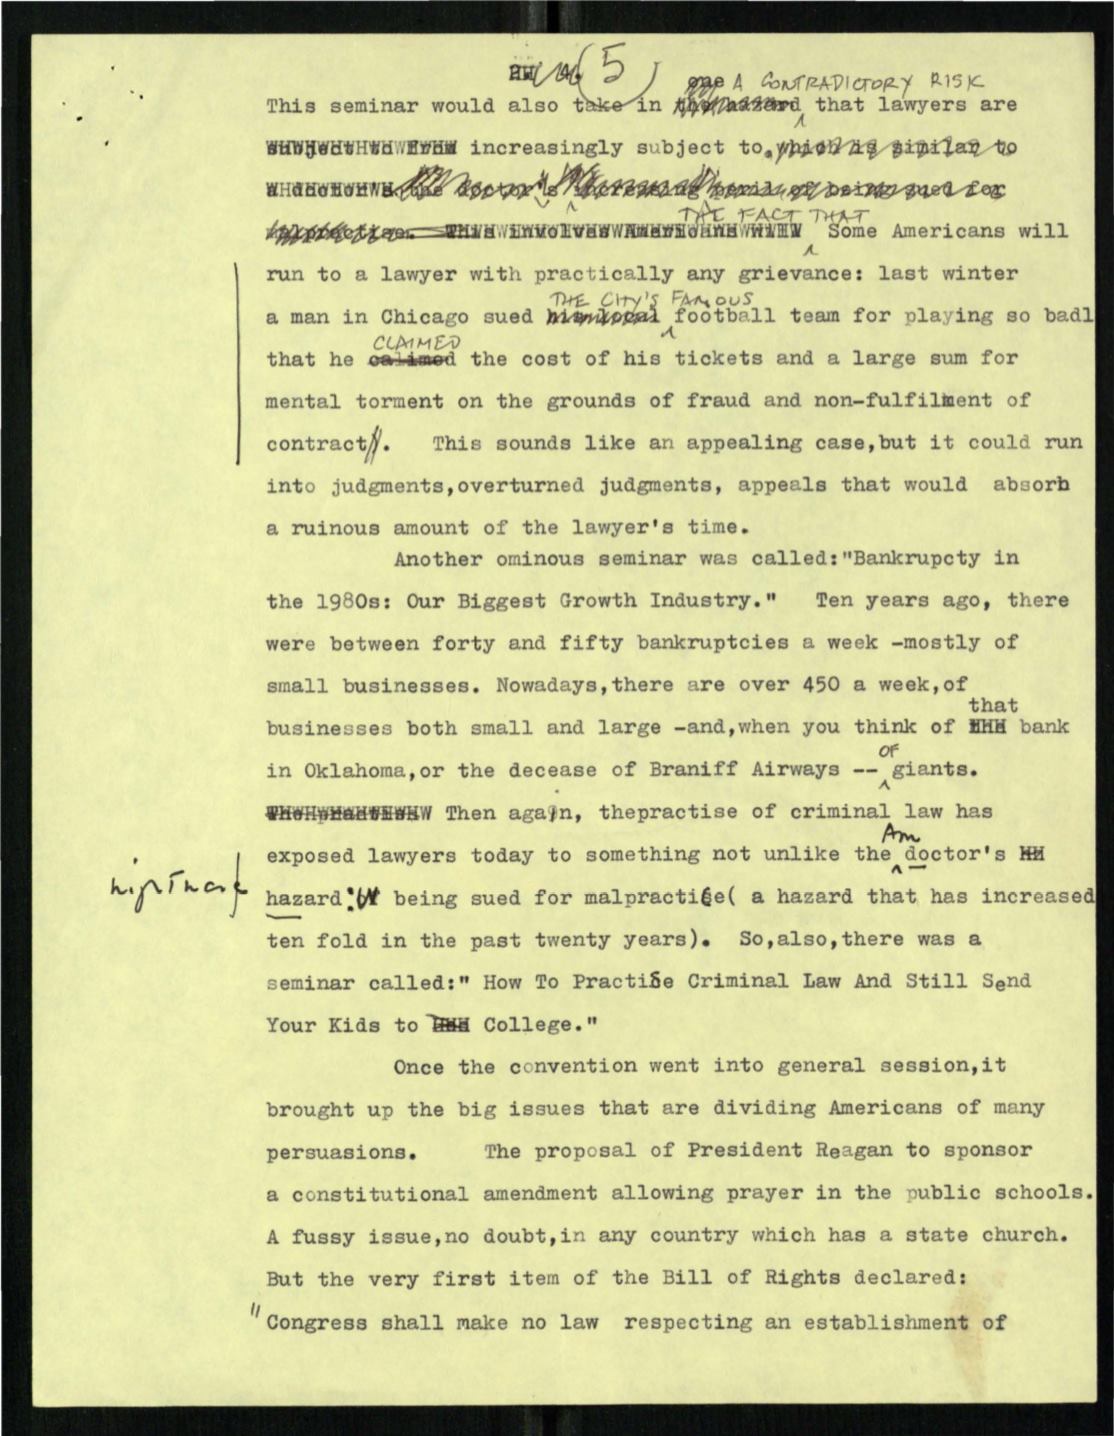 (5)
A CONTRADICTORY RISK
This seminar would also take in that lawyers are
increasingly subject to, which is similar to
THE FACT THAT
Some Americans will
run to a lawyer with practically any grievance: last winter
THE CITY'S FAMOUS
a man in Chicago sued football team for playing so badl
CLAIMED
that he calimed the cost of his tickets and a large sum for
mental torment on the grounds of fraud and non-fulfilment of
contract. This sounds like an appealing case,but it could run
into judgments,overturned judgments, appeals that would absorb
a ruinous amount of the lawyer's time.
Another ominous seminar was called:"Bankrupcty in
the 1980s: Our Biggest Growth Industry." Ten years ago, there
were between forty and fifty bankruptcies a week -mostly of
small businesses. Nowadays,there are over 450 a week,of
that
businesses both small and large -and,when you think of bank
OF
in Oklahoma,or the decease of Braniff Airways -- giants.
Then again, thepractise of criminal law has
Am
exposed lawyers today to something not unlike the doctor's
nightmare
hazard: being sued for malpractice( a hazard that has increased
ten fold in the past twenty years). So,also,there was a
seminar called:" How To Practise Criminal Law And Still Send
Your Kids to College."
Once the convention went into general session,it
brought up the big issues that are dividing Americans of many
persuasions. The proposal of President Reagan to sponsor
a constitutional amendment allowing prayer in the public schools.
A fussy issue,no doubt,in any country which has a state church.
But the very first item of the Bill of Rights declared:
"Congress shall make no law respecting an establishment of